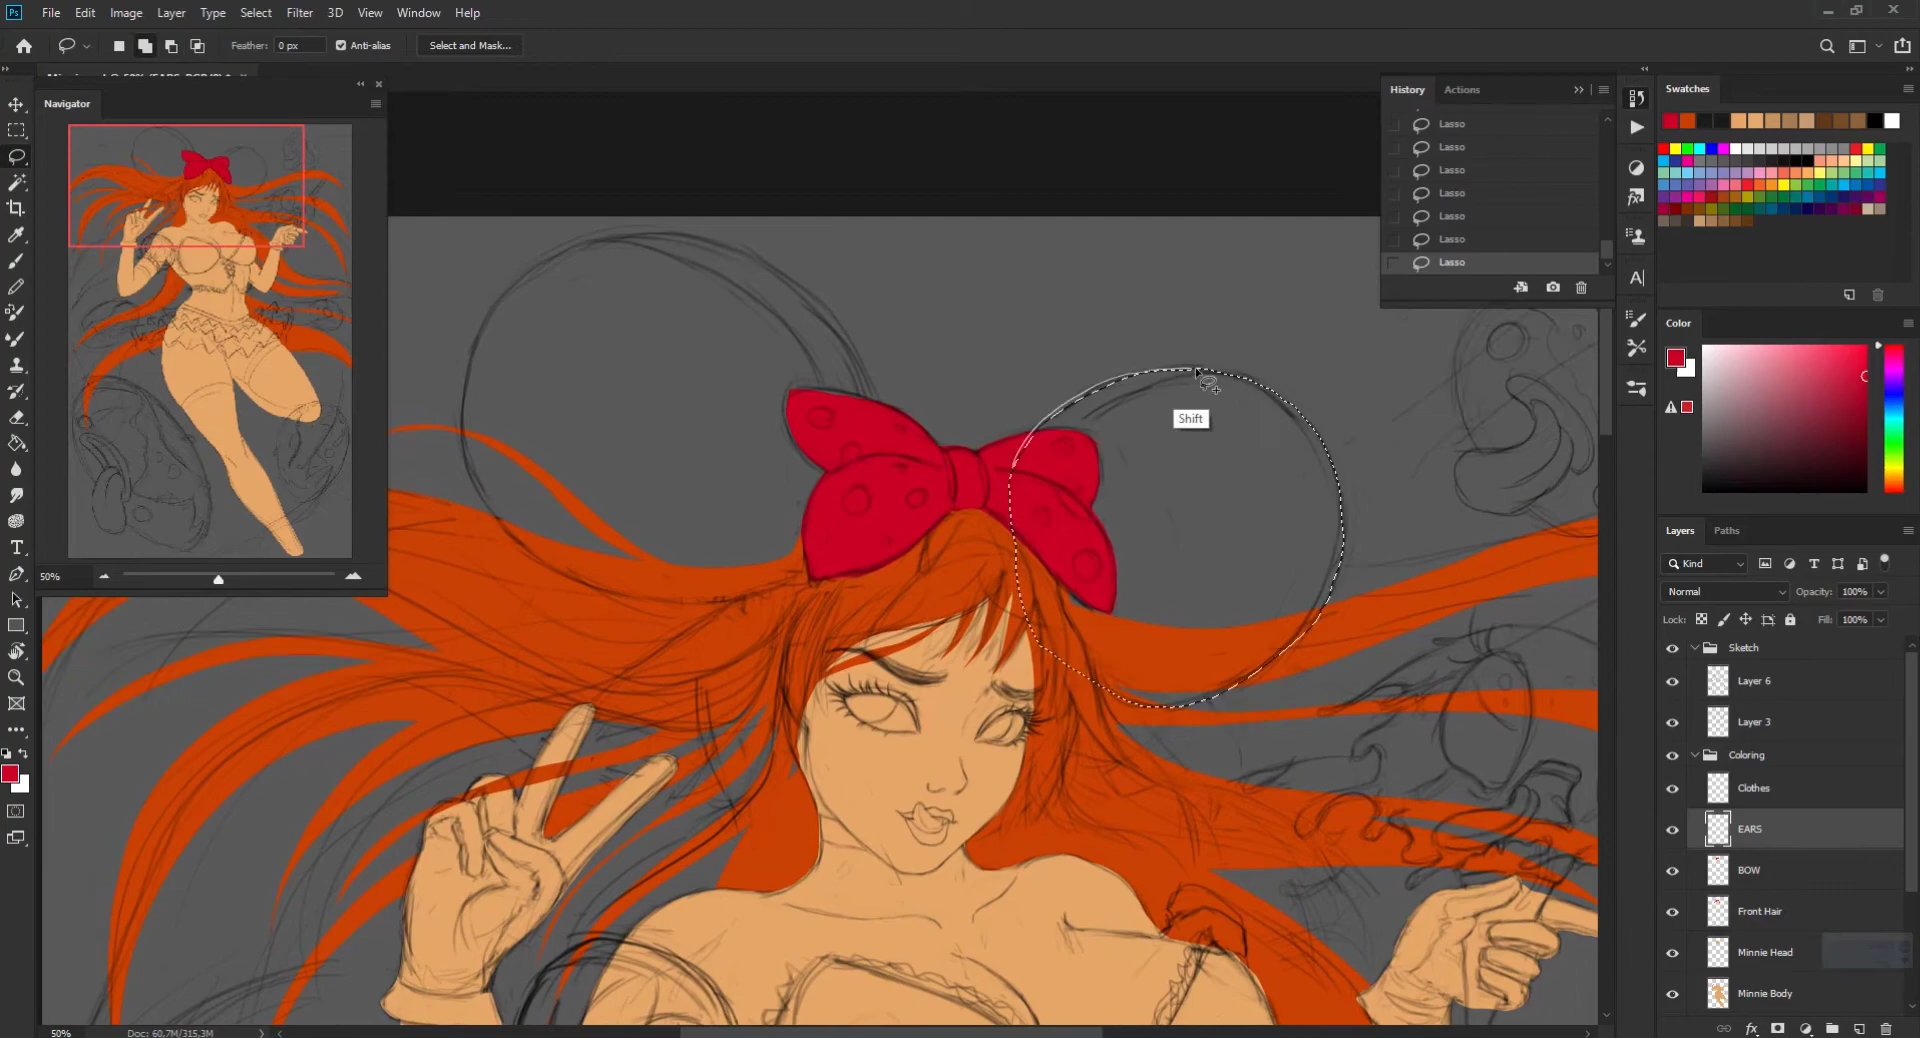 Ps File Edit Image Layer Type Select Filter 3D View Window Help
Feather: 0 px Anti-alias Select and Mask...
Navigator
50%
History Actions
Lasso
Lasso
Lasso
Lasso
Lasso
Lasso
Lasso
Shift
Swatches
Color
Layers Paths
Kind
Normal Opacity: 100%
Lock: Fill: 100%
Sketch
Layer 6
Layer 3
Coloring
Clothes
EARS
BOW
Front Hair
Minnie Head
Minnie Body
50% Doc: 60,7M/315,3M